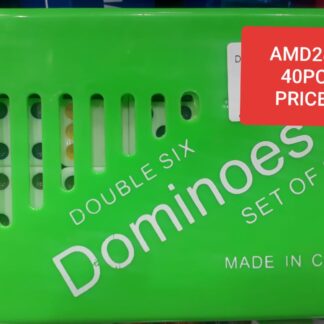 AMD2
40PC
PRICE
DOUBLE SIX
Dominoes
SET OF
MADE IN C